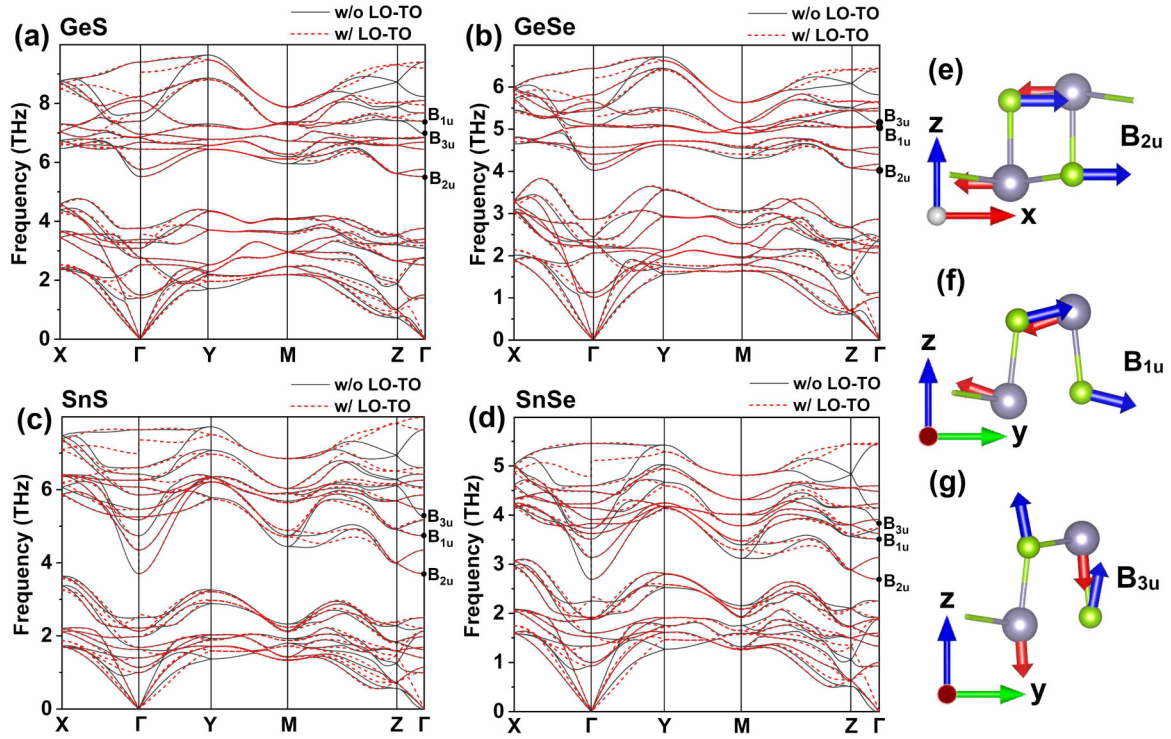 (a) GeS
w/o LO-TO
w/ LO-TO
Frequency (THz)
8
6
4
2
0
X Γ Y M Z Γ
B1u
B3u
B2u
(b) GeSe
w/o LO-TO
w/ LO-TO
Frequency (THz)
6
5
4
3
2
1
0
X Γ Y M Z Γ
B3u
B1u
B2u
(c) SnS
w/o LO-TO
w/ LO-TO
Frequency (THz)
6
4
2
0
X Γ Y M Z Γ
B3u
B1u
B2u
(d) SnSe
w/o LO-TO
w/ LO-TO
Frequency (THz)
5
4
3
2
1
0
X Γ Y M Z Γ
B3u
B1u
B2u
(e)
z
x
B2u
(f)
z
y
B1u
(g)
z
y
B3u